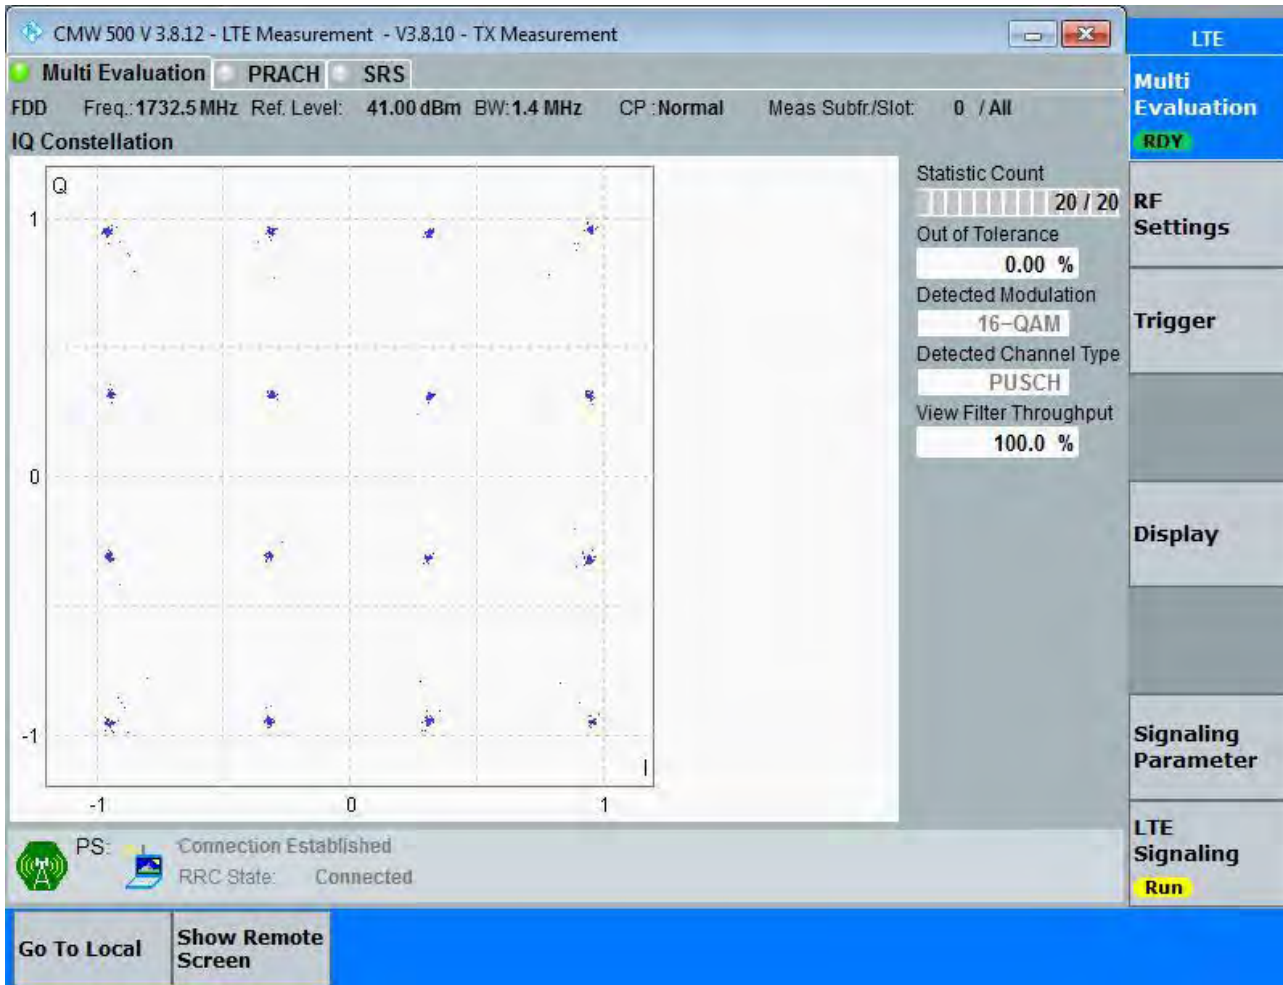 CMW 500 V 3.8.12 - LTE Measurement - V3.8.10 - TX Measurement
LTE
Multi Evaluation PRACH SRS
FDD Freq.: 1732.5 MHz Ref. Level: 41.00 dBm BW: 1.4 MHz CP : Normal Meas Subfr./Slot: 0 / All
IQ Constellation
Q
1
0
-1
I
-1 0 1
Statistic Count
20 / 20
Out of Tolerance
0.00 %
Detected Modulation
16-QAM
Detected Channel Type
PUSCH
View Filter Throughput
100.0 %
Multi
Evaluation
RDY
RF
Settings
Trigger
Display
Signaling
Parameter
LTE
Signaling
Run
PS: Connection Established
RRC State: Connected
Go To Local
Show Remote
Screen